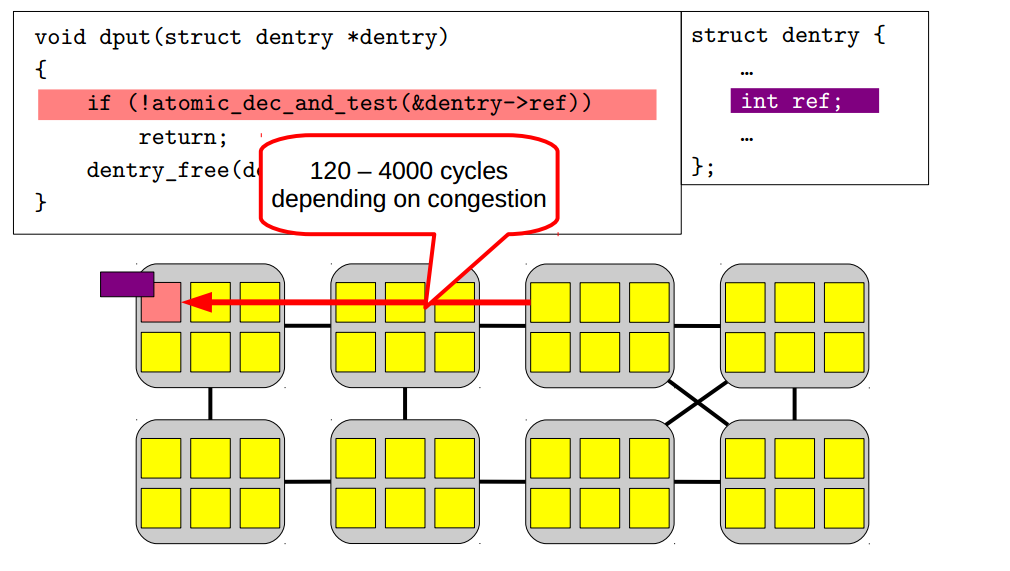 void dput(struct dentry *dentry)
{
if (!atomic_dec_and_test(&dentry->ref))
return;
dentry_free(de
}
struct dentry {
…
int ref;
…
};
120 – 4000 cycles
depending on congestion